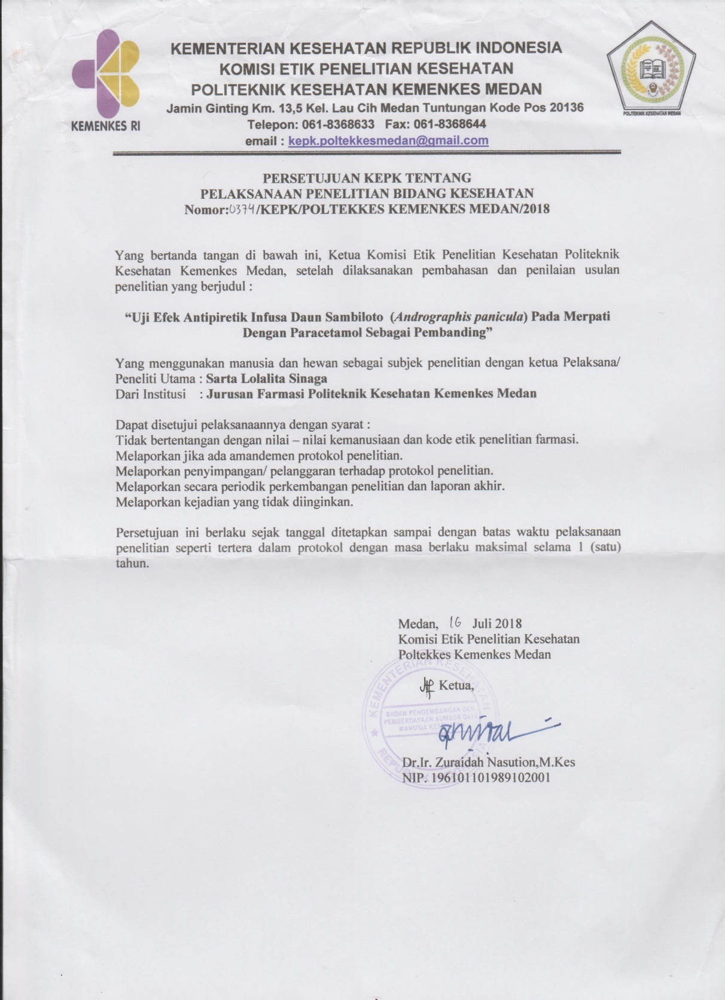 KEMENTERIAN KESEHATAN REPUBLIK INDONESIA
KOMISI ETIK PENELITIAN KESEHATAN
POLITEKNIK KESEHATAN KEMENKES MEDAN
Jamin Ginting Km. 13,5 Kel. Lau Cih Medan Tuntungan Kode Pos 20136
Telepon: 061-8368633 Fax: 061-8368644
email : kepk.poltekkesmedan@gmail.com
KEMENKES RI
POLITEKNIK KESEHATAN MEDAN
PERSETUJUAN KEPK TENTANG
PELAKSANAAN PENELITIAN BIDANG KESEHATAN
Nomor:0374/KEPK/POLTEKKES KEMENKES MEDAN/2018
Yang bertanda tangan di bawah ini, Ketua Komisi Etik Penelitian Kesehatan Politeknik
Kesehatan Kemenkes Medan, setelah dilaksanakan pembahasan dan penilaian usulan
penelitian yang berjudul :
“Uji Efek Antipiretik Infusa Daun Sambiloto (Andrographis panicula) Pada Merpati
Dengan Paracetamol Sebagai Pembanding”
Yang menggunakan manusia dan hewan sebagai subjek penelitian dengan ketua Pelaksana/
Peneliti Utama : Sarta Lolalita Sinaga
Dari Institusi : Jurusan Farmasi Politeknik Kesehatan Kemenkes Medan
Dapat disetujui pelaksanaannya dengan syarat :
Tidak bertentangan dengan nilai – nilai kemanusiaan dan kode etik penelitian farmasi.
Melaporkan jika ada amandemen protokol penelitian.
Melaporkan penyimpangan/ pelanggaran terhadap protokol penelitian.
Melaporkan secara periodik perkembangan penelitian dan laporan akhir.
Melaporkan kejadian yang tidak diinginkan.
Persetujuan ini berlaku sejak tanggal ditetapkan sampai dengan batas waktu pelaksanaan
penelitian seperti tertera dalam protokol dengan masa berlaku maksimal selama 1 (satu)
tahun.
Medan, 16 Juli 2018
Komisi Etik Penelitian Kesehatan
Poltekkes Kemenkes Medan
Ketua,
KEMENTERIAN KESEHATAN
BADAN PENGEMBANGAN DAN
PEMBERDAYAAN SUMBER DAYA
MANUSIA
REPUBLIK INDONESIA
Dr.Ir. Zuraidah Nasution,M.Kes
NIP. 196101101989102001